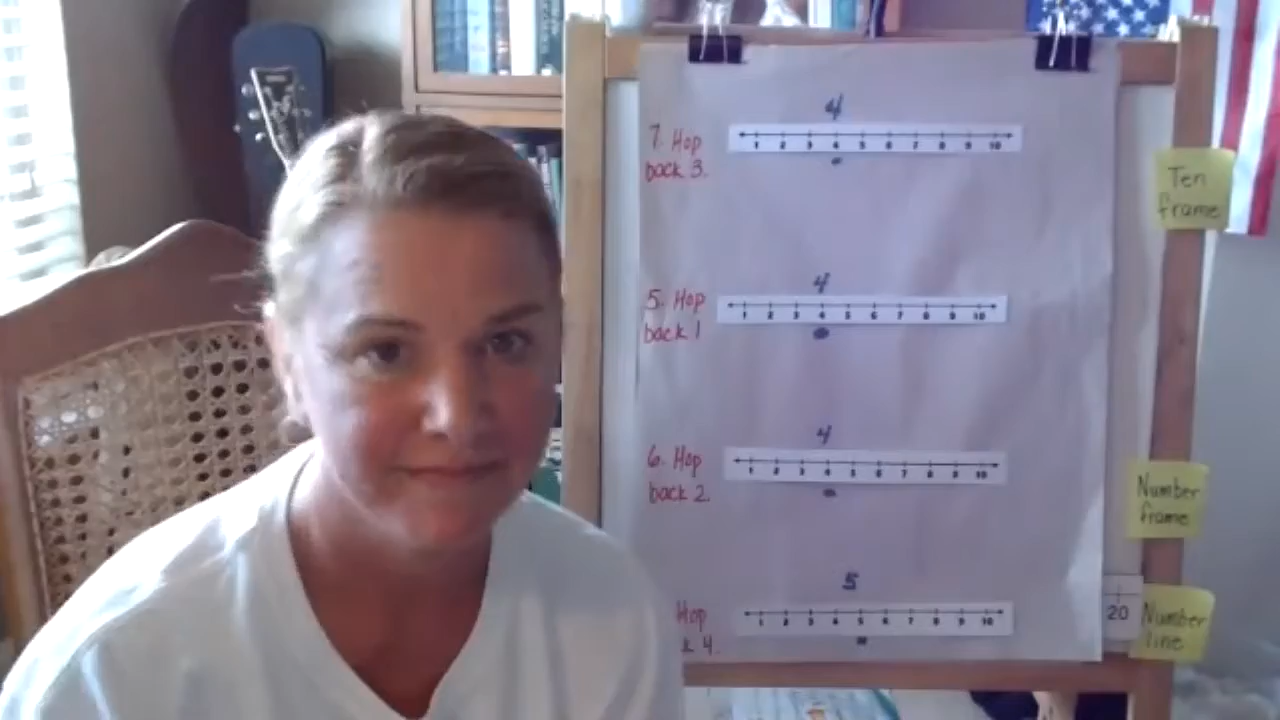 4
7. Hop
1 2 3 4 5 6 7 8 9 10
back 3.
Ten
frame
4
5. Hop
1 2 3 4 5 6 7 8 9 10
back 1
4
6. Hop
1 2 3 4 5 6 7 8 9 10
back 2.
Number
frame
5
Hop
1 2 3 4 5 6 7 8 9 10
k 4.
20
Number
line